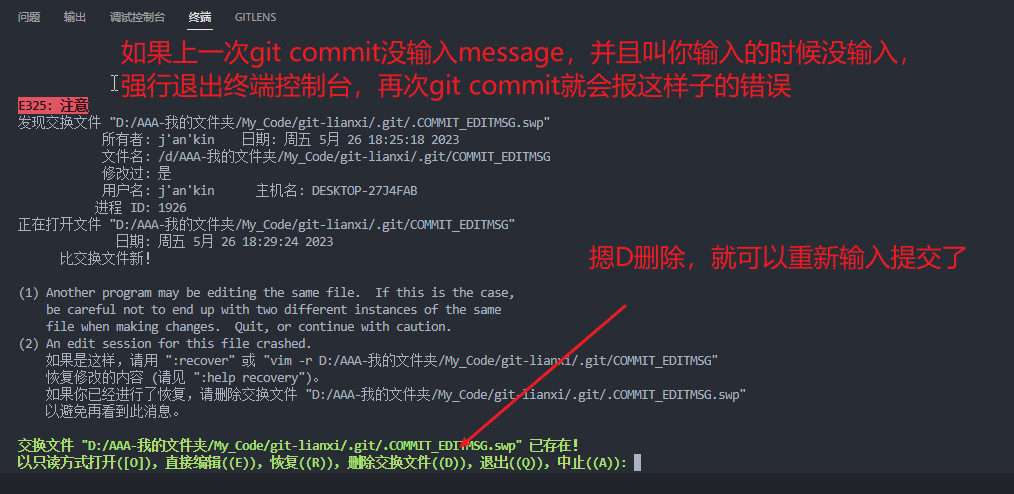 问题 输出 调试控制台 终端 GITLENS
如果上一次git commit没输入message，并且叫你输入的时候没输入，
强行退出终端控制台，再次git commit就会报这样子的错误
E325: 注意
发现交换文件 "D:/AAA-我的文件夹/My_Code/git-lianxi/.git/.COMMIT_EDITMSG.swp"
所有者: j'an'kin 日期: 周五 5月 26 18:25:18 2023
文件名: /d/AAA-我的文件夹/My_Code/git-lianxi/.git/COMMIT_EDITMSG
修改过: 是
用户名: j'an'kin 主机名: DESKTOP-27J4FAB
进程 ID: 1926
正在打开文件 "D:/AAA-我的文件夹/My_Code/git-lianxi/.git/COMMIT_EDITMSG"
日期: 周五 5月 26 18:29:24 2023
比交换文件新!
摁D删除，就可以重新输入提交了
(1) Another program may be editing the same file.  If this is the case,
be careful not to end up with two different instances of the same
file when making changes.  Quit, or continue with caution.
(2) An edit session for this file crashed.
如果是这样，请用 ":recover" 或 "vim -r D:/AAA-我的文件夹/My_Code/git-lianxi/.git/COMMIT_EDITMSG"
恢复修改的内容 (请见 ":help recovery")。
如果你已经进行了恢复，请删除交换文件 "D:/AAA-我的文件夹/My_Code/git-lianxi/.git/.COMMIT_EDITMSG.swp"
以避免再看到此消息。
交换文件 "D:/AAA-我的文件夹/My_Code/git-lianxi/.git/.COMMIT_EDITMSG.swp" 已存在!
以只读方式打开([O])，直接编辑((E))，恢复((R))，删除交换文件((D))，退出((Q))，中止((A)):